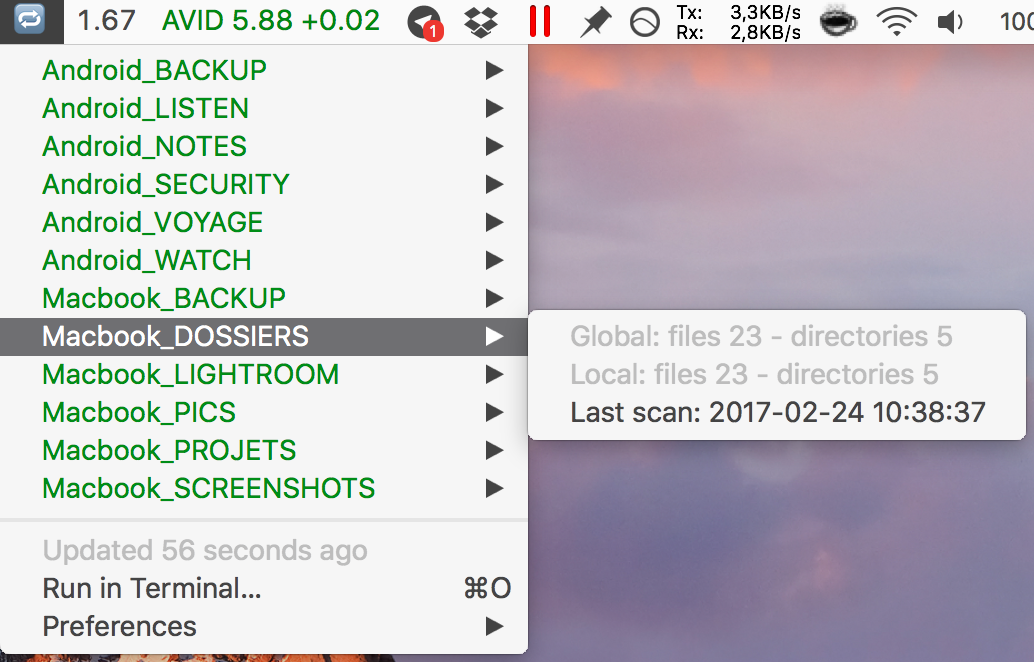 1.67 AVID 5.88 +0.02 1 Tx: 3,3KB/s 100
Rx: 2,8KB/s
Android_BACKUP
Android_LISTEN
Android_NOTES
Android_SECURITY
Android_VOYAGE
Android_WATCH
Macbook_BACKUP
Macbook_DOSSIERS
Global: files 23 - directories 5
Macbook_LIGHTROOM
Local: files 23 - directories 5
Macbook_PICS
Last scan: 2017-02-24 10:38:37
Macbook_PROJETS
Macbook_SCREENSHOTS
Updated 56 seconds ago
Run in Terminal... ⌘O
Preferences